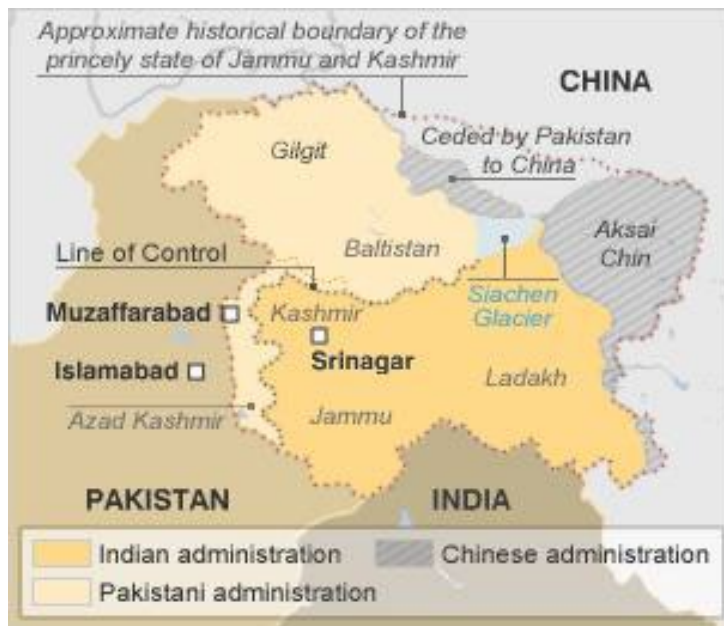 Approximate historical boundary of the
princely state of Jammu and Kashmir
CHINA
Ceded by Pakistan
to China
Gilgit
Aksai
Chin
Baltistan
Line of Control
Siachen
Glacier
Muzaffarabad
Kashmir
Srinagar
Islamabad
Ladakh
Azad Kashmir
Jammu
PAKISTAN
INDIA
Indian administration
Chinese administration
Pakistani administration